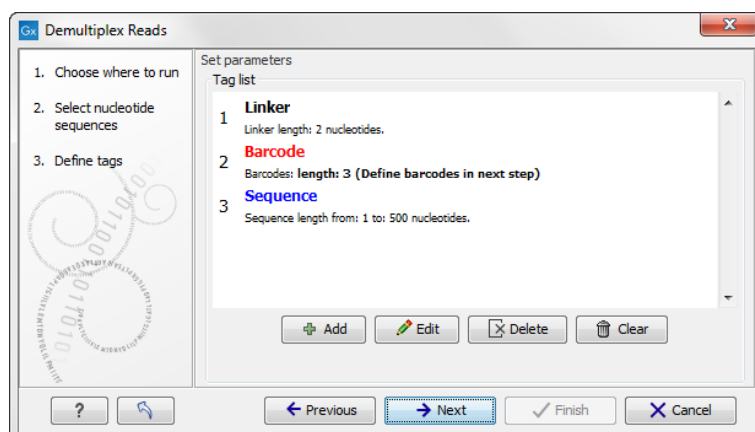 Gx Demultiplex Reads
1. Choose where to run
2. Select nucleotide
sequences
3. Define tags
Set parameters
Tag list
1 Linker
Linker length: 2 nucleotides.
2 Barcode
Barcodes: length: 3 (Define barcodes in next step)
3 Sequence
Sequence length from: 1 to: 500 nucleotides.
Add Edit Delete Clear
? Previous Next Finish Cancel